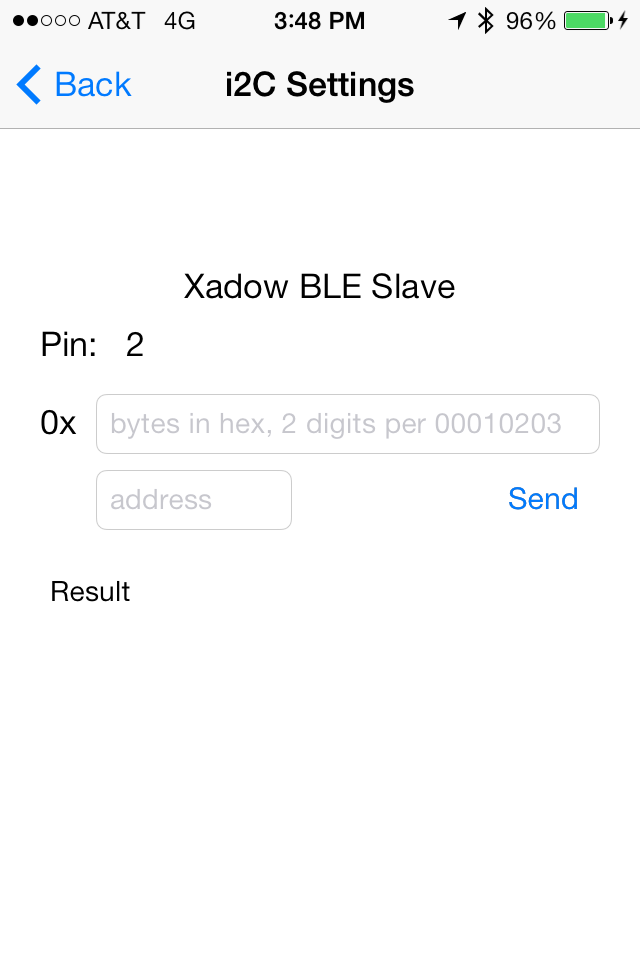 AT&T 4G 3:48 PM 96%
Back i2C Settings
Xadow BLE Slave
Pin: 2
0x bytes in hex, 2 digits per 00010203
address Send
Result